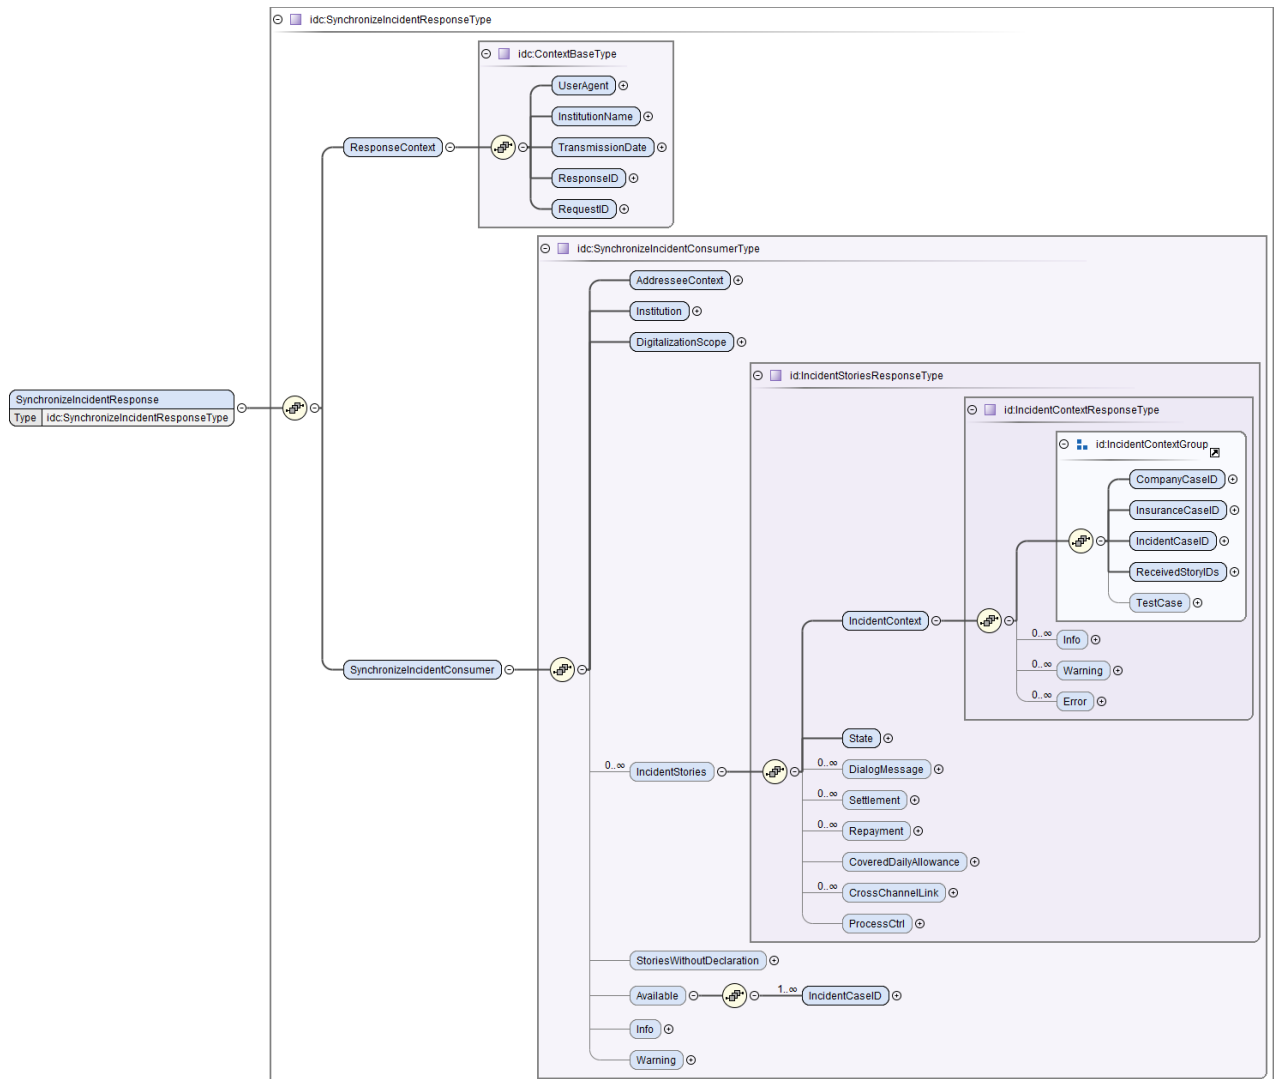 idc:SynchronizeIncidentResponseType
idc:ContextBaseType
UserAgent
InstitutionName
ResponseContext
TransmissionDate
ResponseID
RequestID
idc:SynchronizeIncidentConsumerType
AddresseeContext
Institution
DigitalizationScope
id:IncidentStoriesResponseType
SynchronizeIncidentResponse
Type idc:SynchronizeIncidentResponseType
id:IncidentContextResponseType
id:IncidentContextGroup
CompanyCaseID
InsuranceCaseID
IncidentCaseID
ReceivedStoryIDs
TestCase
IncidentContext
0..∞ Info
0..∞ Warning
0..∞ Error
SynchronizeIncidentConsumer
State
0..∞ IncidentStories
0..∞ DialogMessage
0..∞ Settlement
0..∞ Repayment
CoveredDailyAllowance
0..∞ CrossChannelLink
ProcessCtrl
StoriesWithoutDeclaration
Available 1..∞ IncidentCaseID
Info
Warning